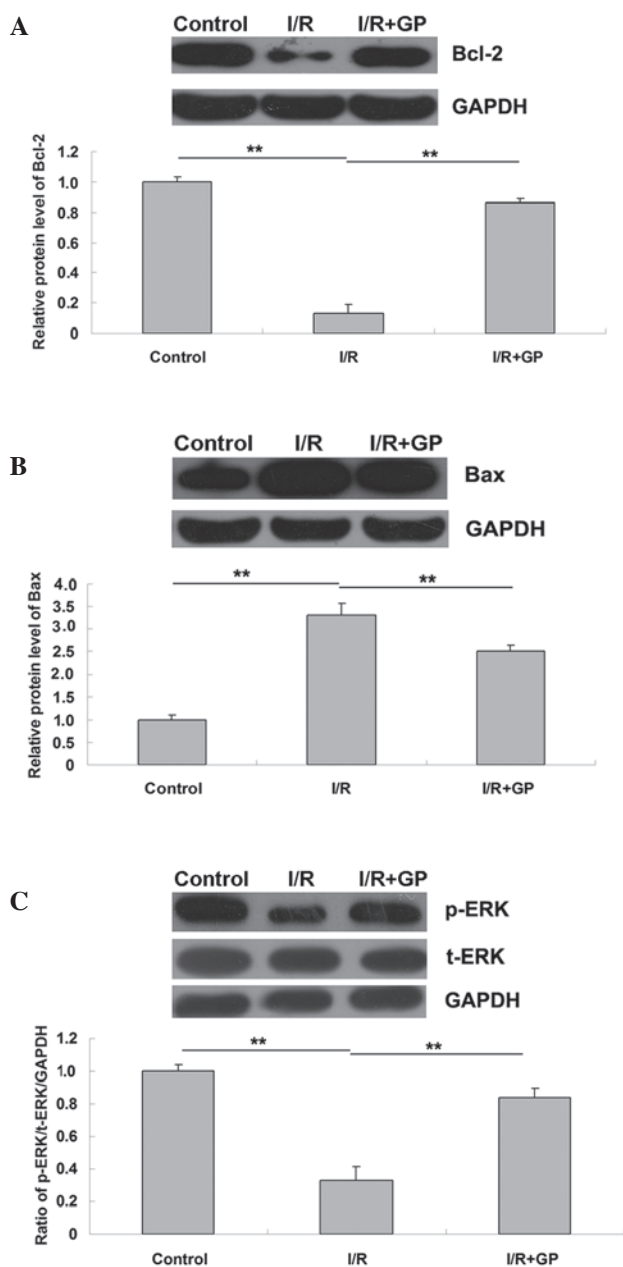 A
Control I/R I/R+GP
Bcl-2
GAPDH
Relative protein level of Bcl-2
1.2
1.0
0.8
0.6
0.4
0.2
0
** **
Control I/R I/R+GP
B
Control I/R I/R+GP
Bax
GAPDH
Relative protein level of Bax
4.0
3.5
3.0
2.5
2.5
1.0
1.0
0.5
0
** **
Control I/R I/R+GP
C
Control I/R I/R+GP
p-ERK
t-ERK
GAPDH
Ratio of p-ERK/t-ERK/GAPDH
1.2
1.0
0.8
0.6
0.4
0.2
0
** **
Control I/R I/R+GP